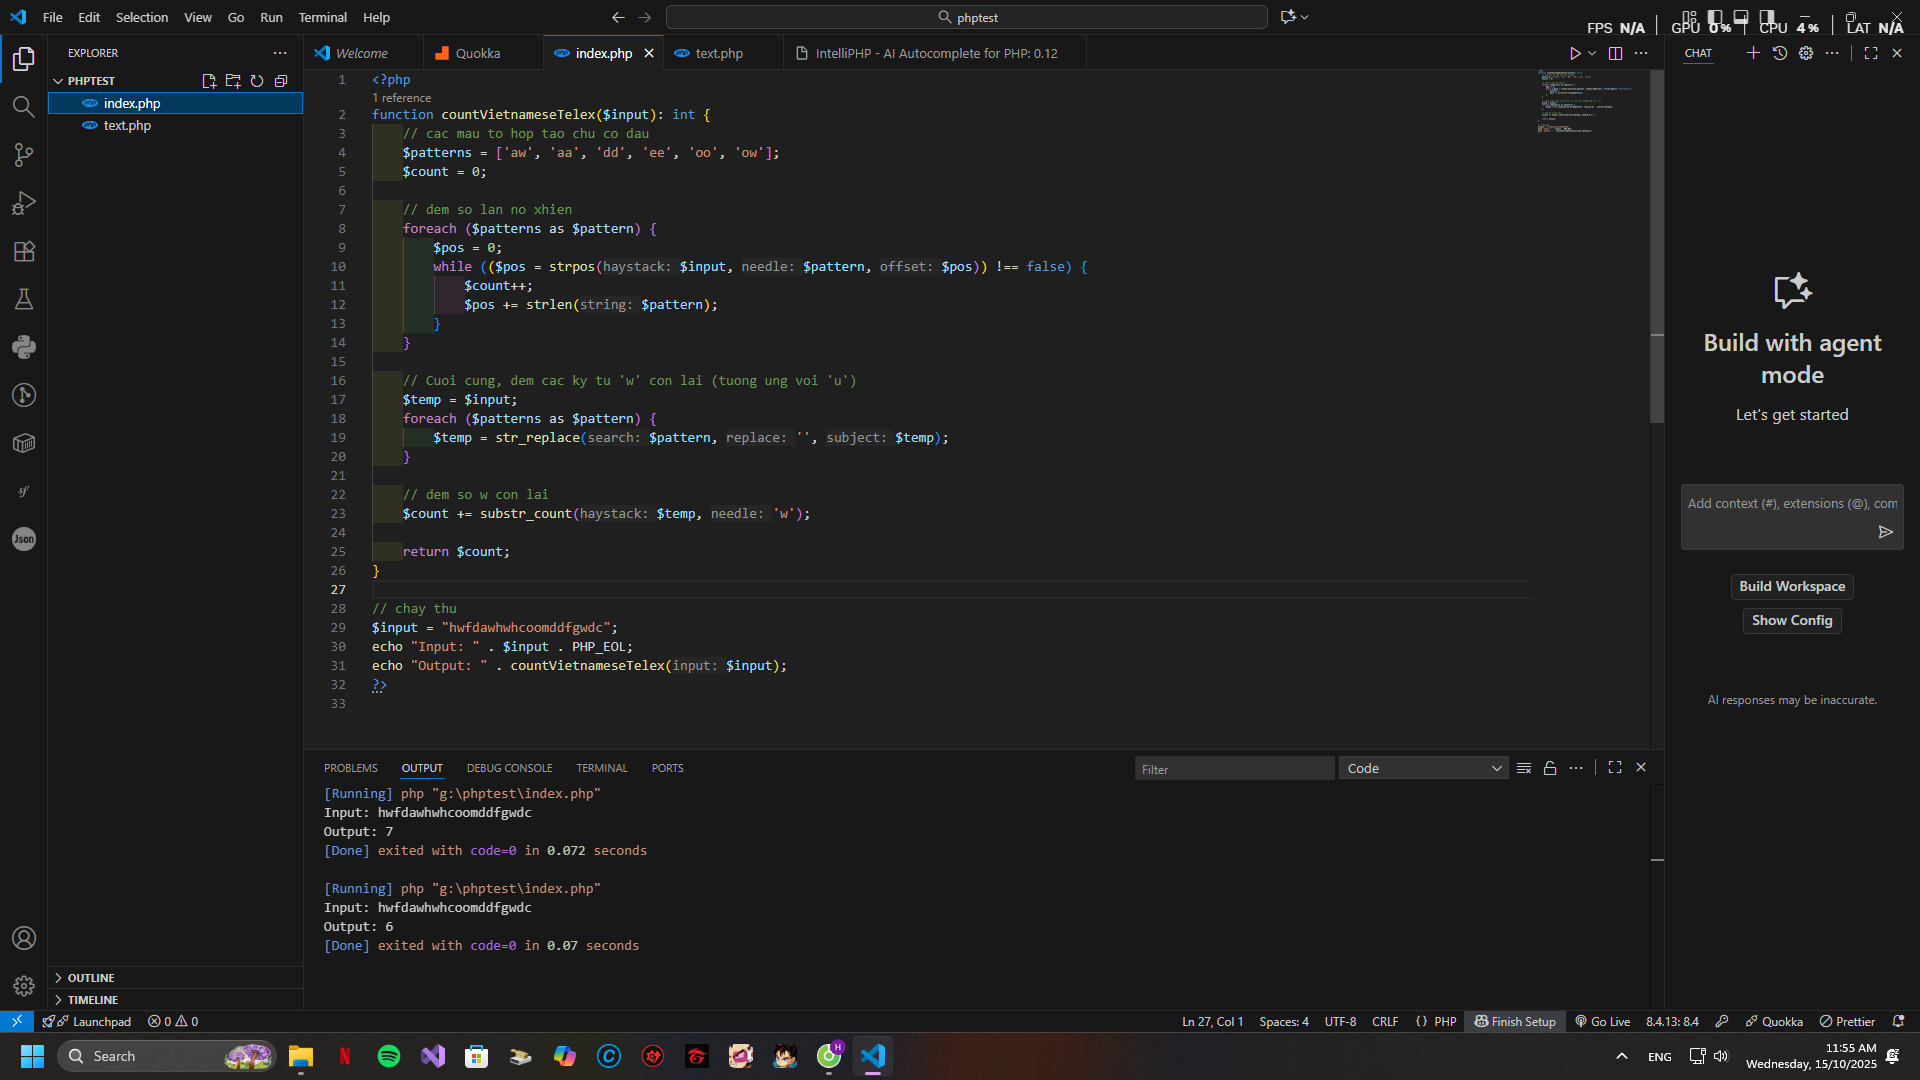 File Edit Selection View Go Run Terminal Help
phptest
FPS N/A GPU 0% CPU 4% LAT N/A
EXPLORER
Welcome
Quokka
index.php
text.php
IntelliPHP - AI Autocomplete for PHP: 0.12
CHAT
PHPTEST
index.php
text.php
1 <?php
1 reference
2 function countVietnameseTelex($input): int {
3 // cac mau to hop tao chu co dau
4 $patterns = ['aw', 'aa', 'dd', 'ee', 'oo', 'ow'];
5 $count = 0;
6
7 // dem so lan no xhien
8 foreach ($patterns as $pattern) {
9 $pos = 0;
10 while (($pos = strpos(haystack: $input, needle: $pattern, offset: $pos)) !== false) {
11 $count++;
12 $pos += strlen(string: $pattern);
13 }
14 }
15
16 // Cuoi cung, dem cac ky tu 'w' con lai (tuong ung voi 'u')
17 $temp = $input;
18 foreach ($patterns as $pattern) {
19 $temp = str_replace(search: $pattern, replace: '', subject: $temp);
20 }
21
22 // dem so w con lai
23 $count += substr_count(haystack: $temp, needle: 'w');
24
25 return $count;
26 }
27
28 // chay thu
29 $input = "hwfdawhwhcoomddfgwdc";
30 echo "Input: " . $input . PHP_EOL;
31 echo "Output: " . countVietnameseTelex(input: $input);
32 ?>
33
Build with agent
mode
Let's get started
Add context (#), extensions (@), com
Build Workspace
Show Config
AI responses may be inaccurate.
PROBLEMS OUTPUT DEBUG CONSOLE TERMINAL PORTS
Filter
Code
[Running] php "g:\phptest\index.php"
Input: hwfdawhwhcoomddfgwdc
Output: 7
[Done] exited with code=0 in 0.072 seconds
[Running] php "g:\phptest\index.php"
Input: hwfdawhwhcoomddfgwdc
Output: 6
[Done] exited with code=0 in 0.07 seconds
Json
OUTLINE
TIMELINE
Launchpad 0 0
Ln 27, Col 1 Spaces: 4 UTF-8 CRLF {} PHP Finish Setup Go Live 8.4.13: 8.4 Quokka Prettier
Search
ENG
11:55 AM
Wednesday, 15/10/2025